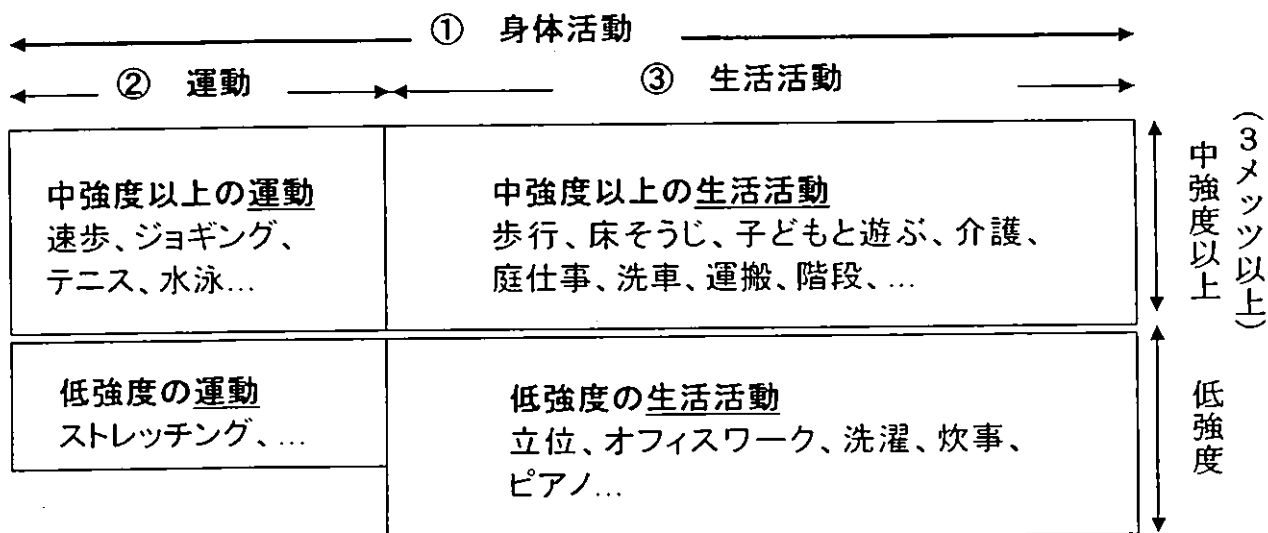 ① 身体活動
② 運動
③ 生活活動
中強度以上の運動
速歩、ジョギング、
テニス、水泳…
中強度以上の生活活動
歩行、床そうじ、子どもと遊ぶ、介護、
庭仕事、洗車、運搬、階段、…
中強度以上
(3メッツ以上)
低強度の運動
ストレッチング、…
低強度の生活活動
立位、オフィスワーク、洗濯、炊事、
ピアノ…
低強度